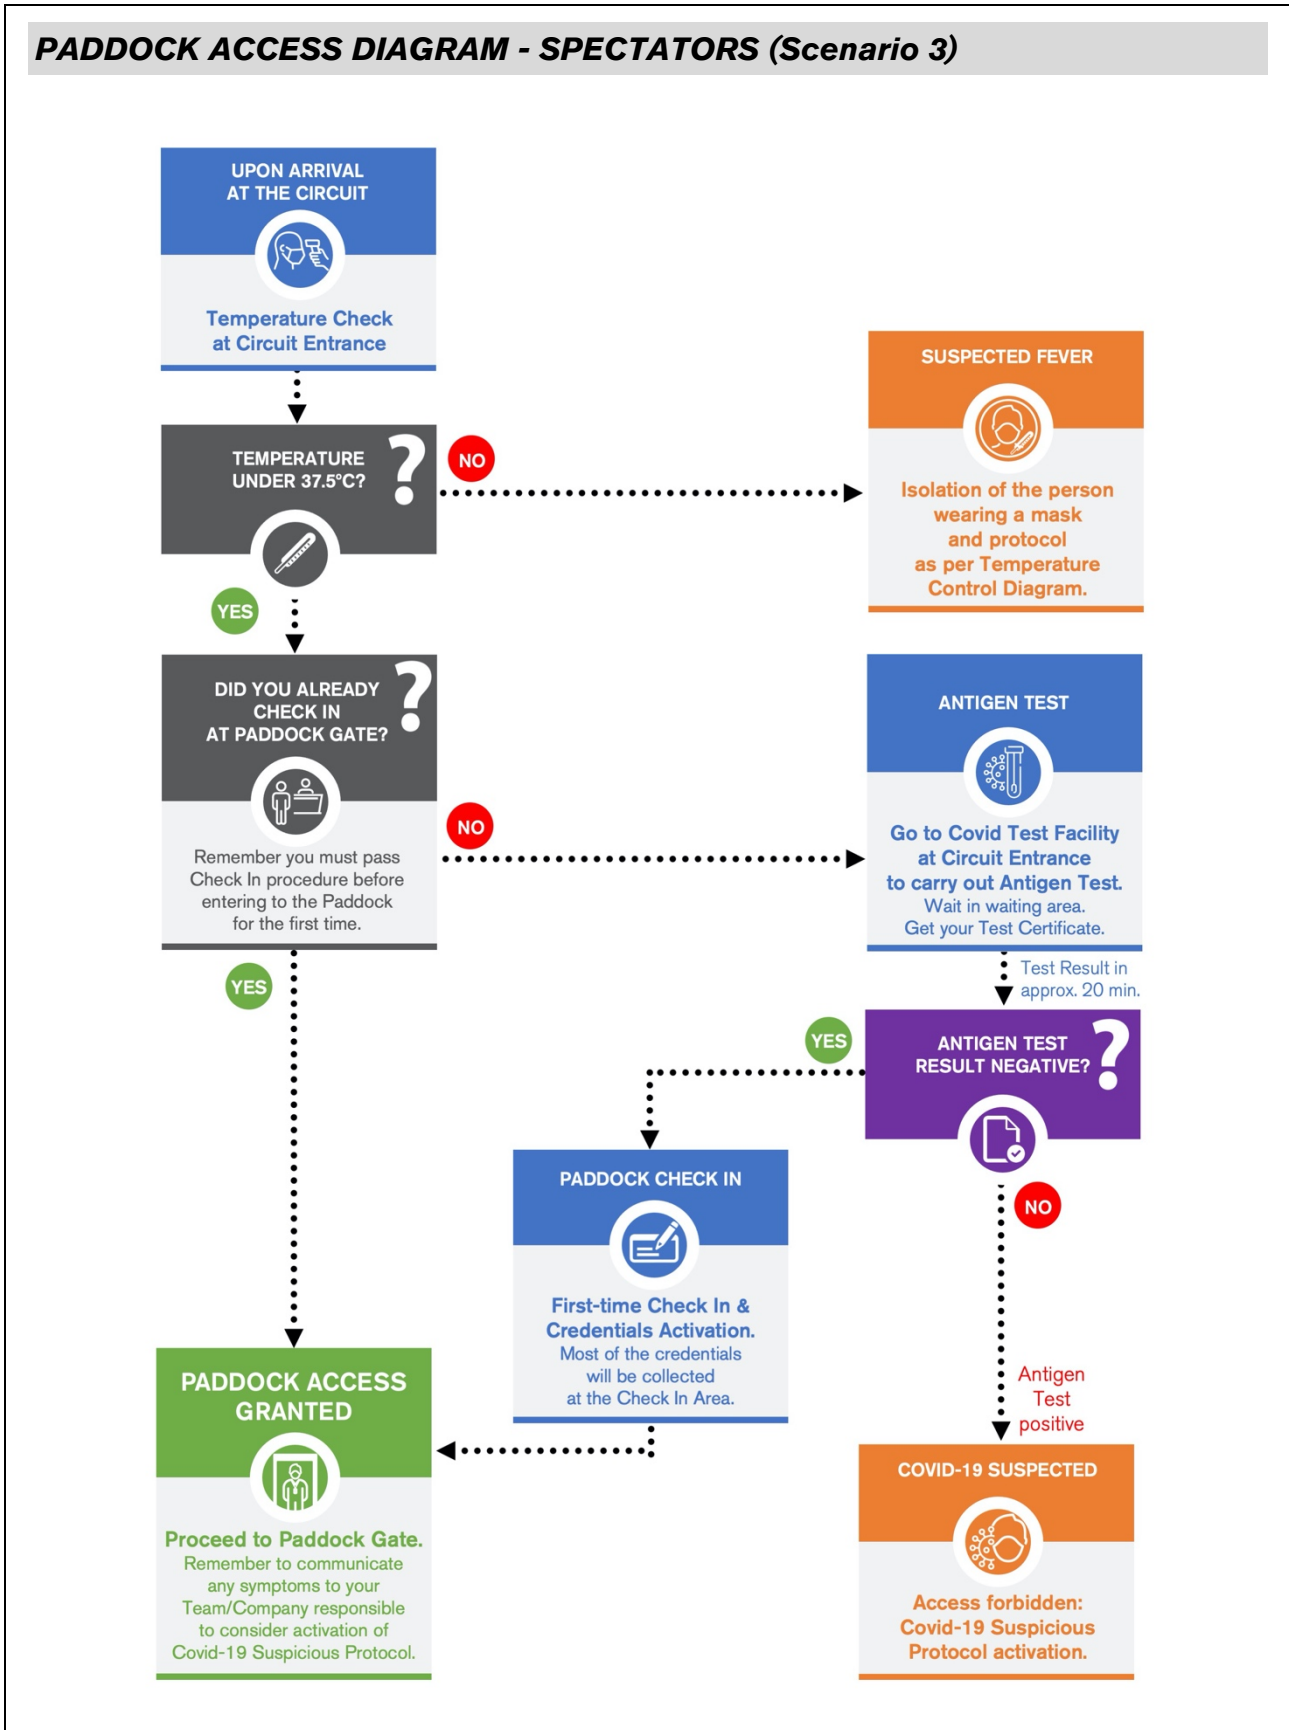 PADDOCK ACCESS DIAGRAM - SPECTATORS (Scenario 3)
UPON ARRIVAL
AT THE CIRCUIT
Temperature Check
at Circuit Entrance
TEMPERATURE
UNDER 37.5°C?
?
NO
SUSPECTED FEVER
Isolation of the person
wearing a mask
and protocol
as per Temperature
Control Diagram.
YES
DID YOU ALREADY
CHECK IN
AT PADDOCK GATE?
?
Remember you must pass
Check In procedure before
entering to the Paddock
for the first time.
NO
ANTIGEN TEST
Go to Covid Test Facility
at Circuit Entrance
to carry out Antigen Test.
Wait in waiting area.
Get your Test Certificate.
Test Result in
approx. 20 min.
YES
ANTIGEN TEST
RESULT NEGATIVE?
?
YES
PADDOCK CHECK IN
First-time Check In &
Credentials Activation.
Most of the credentials
will be collected
at the Check In Area.
NO
Antigen
Test
positive
PADDOCK ACCESS
GRANTED
Proceed to Paddock Gate.
Remember to communicate
any symptoms to your
Team/Company responsible
to consider activation of
Covid-19 Suspicious Protocol.
COVID-19 SUSPECTED
Access forbidden:
Covid-19 Suspicious
Protocol activation.